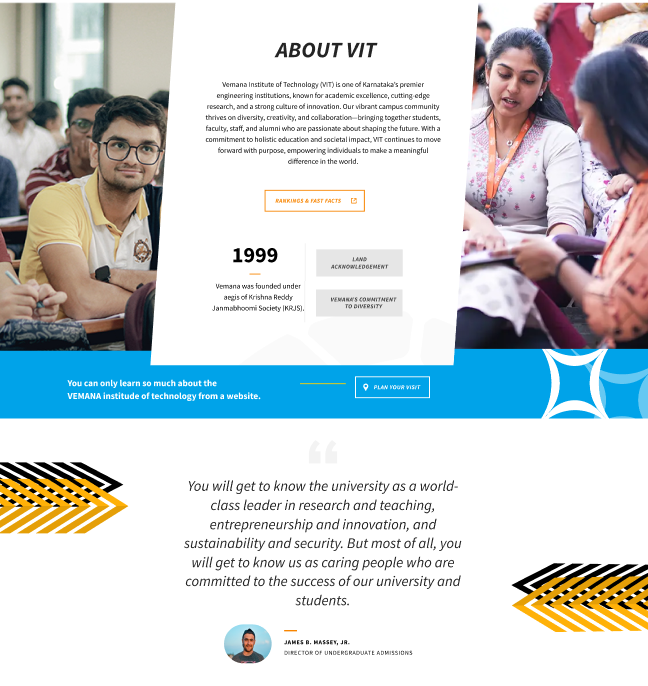 ABOUT VIT
Vemana Institute of Technology (VIT) is one of Karnataka's premier
engineering institutions, known for academic excellence, cutting-edge
research, and a strong culture of innovation. Our vibrant campus community
thrives on diversity, creativity, and collaboration—bringing together students,
faculty, staff, and alumni who are passionate about shaping the future. With a
commitment to holistic education and societal impact, VIT continues to move
forward with purpose, empowering individuals to make a meaningful
difference in the world.
RANKINGS & FAST FACTS
1999
Vemana was founded under
aegis of Krishna Reddy
Janmabhoomi Society (KRJS).
LAND
ACKNOWLEDGEMENT
VEMANA'S COMMITMENT
TO DIVERSITY
You can only learn so much about the
VEMANA institude of technology from a website.
PLAN YOUR VISIT
“
You will get to know the university as a world-
class leader in research and teaching,
entrepreneurship and innovation, and
sustainability and security. But most of all, you
will get to know us as caring people who are
committed to the success of our university and
students.
JAMES B. MASSEY, JR.
DIRECTOR OF UNDERGRADUATE ADMISSIONS